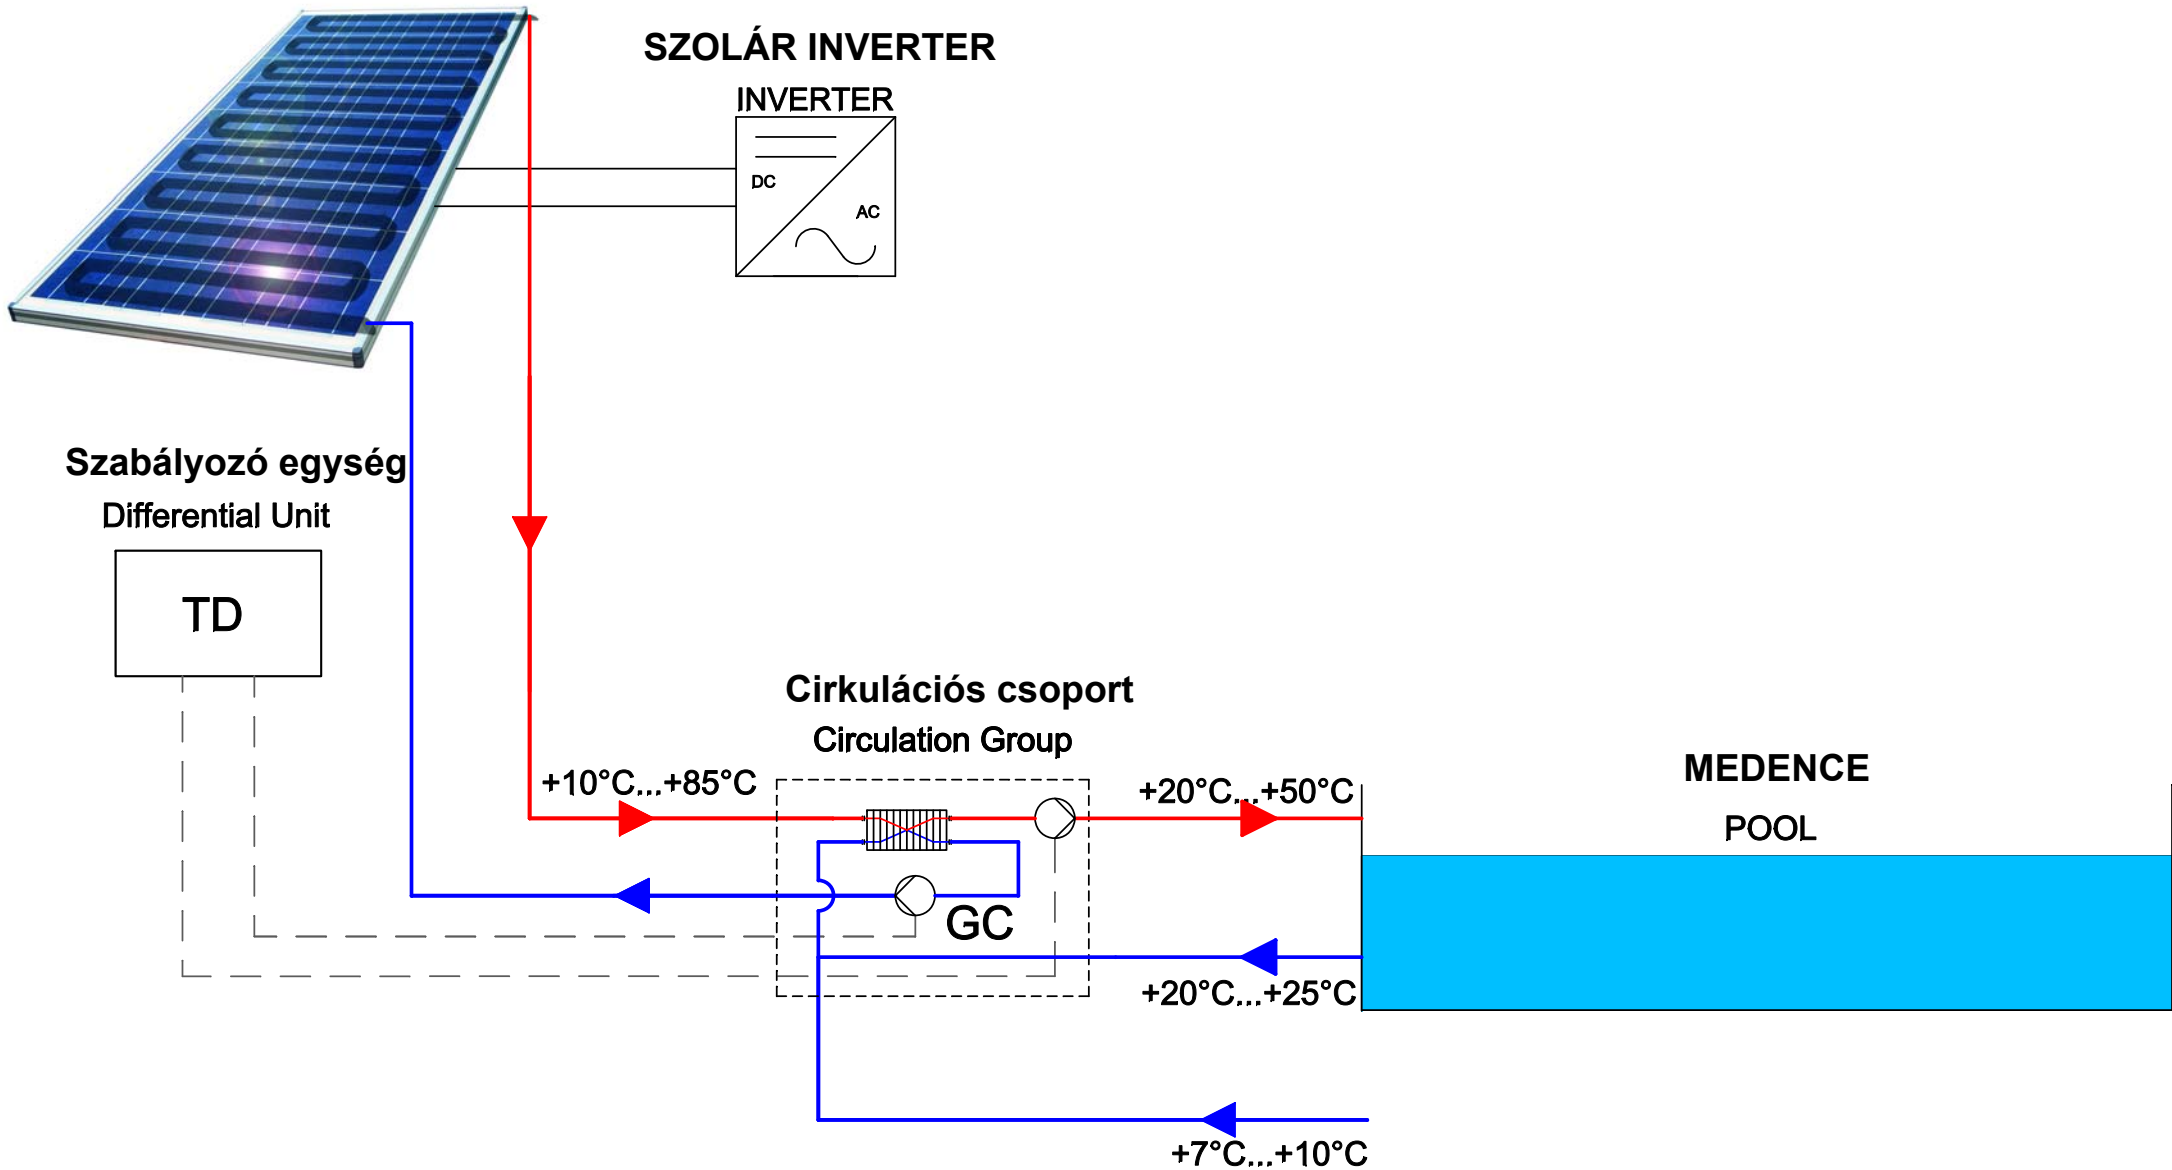 SZOLÁR INVERTER
INVERTER
DC
AC
Szabályozó egység
Differential Unit
TD
Cirkulációs csoport
Circulation Group
+10°C...+85°C
+20°C...+50°C
MEDENCE
POOL
GC
+20°C...+25°C
+7°C...+10°C